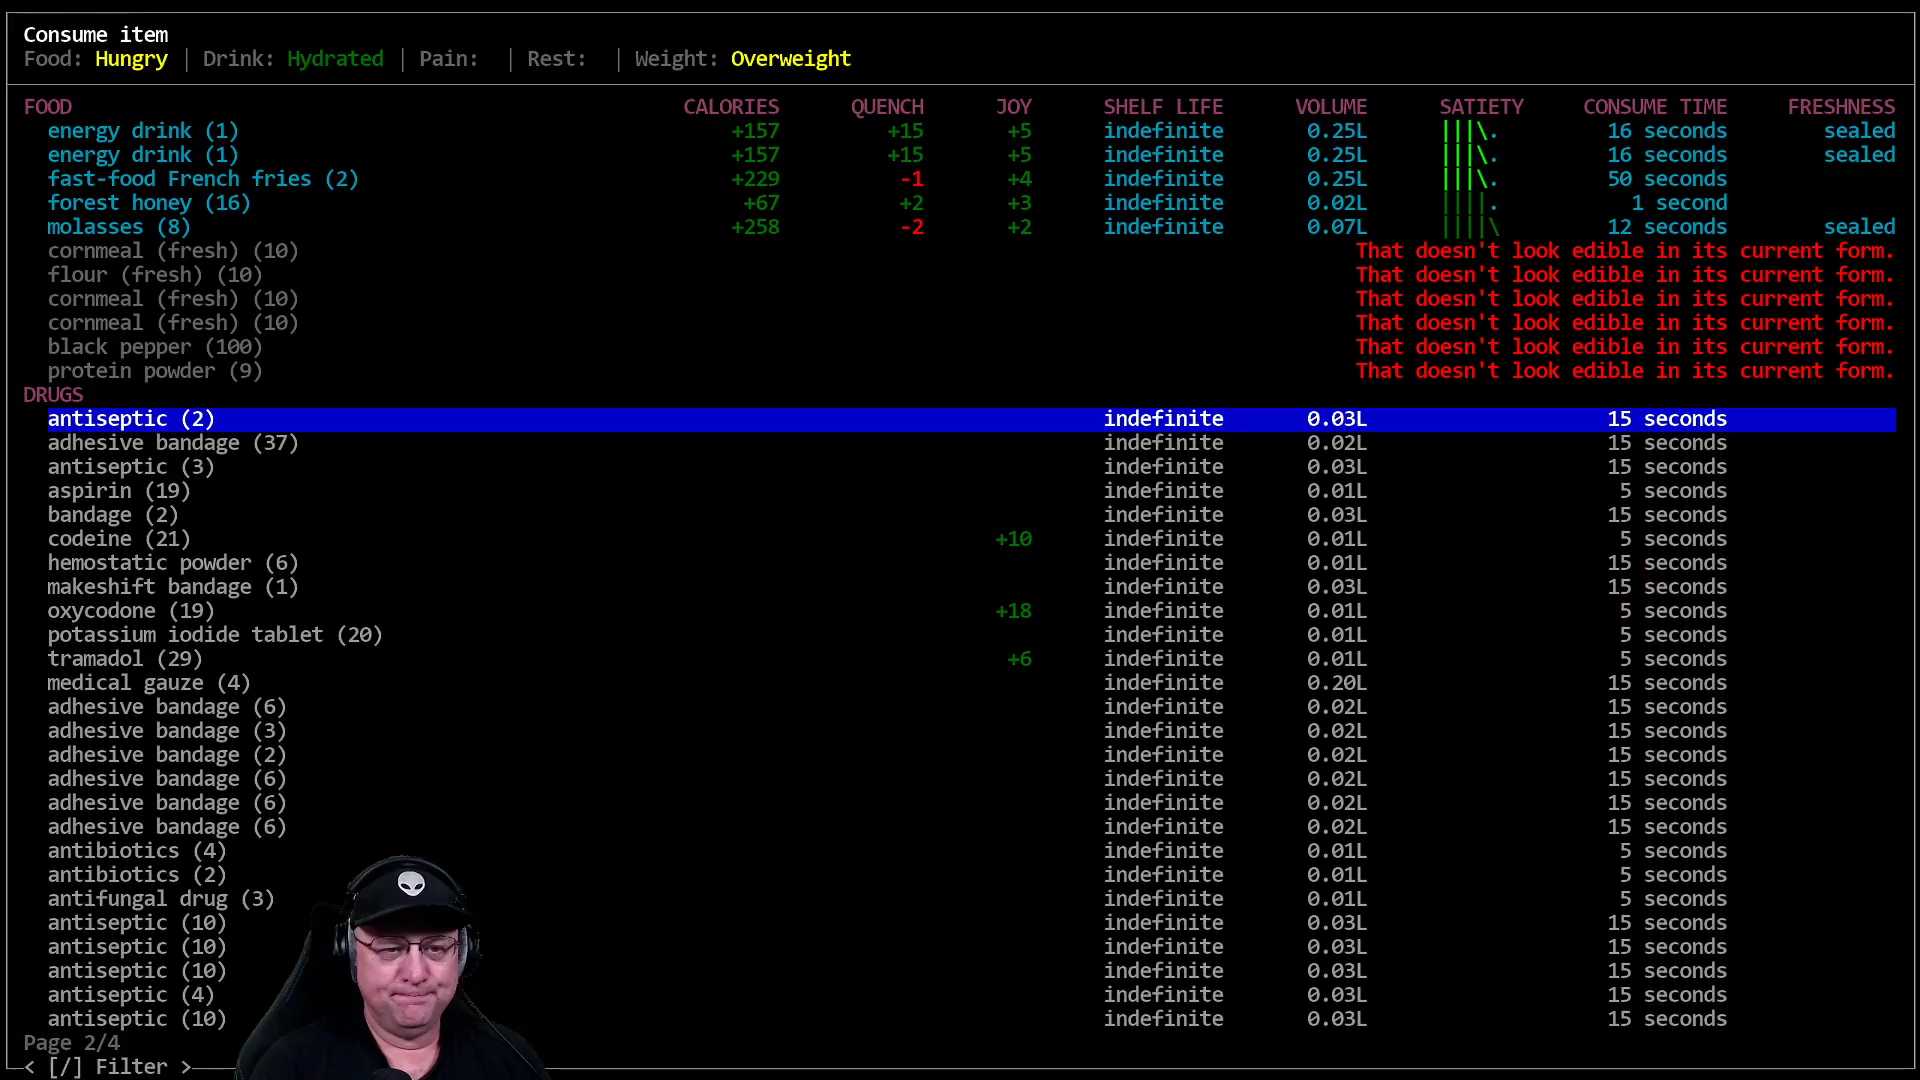 Consume item
Food: Hungry | Drink: Hydrated | Pain: | Rest: | Weight: Overweight
FOOD CALORIES QUENCH JOY SHELF LIFE VOLUME SATIETY CONSUME TIME FRESHNESS
energy drink (1) +157 +15 +5 indefinite 0.25L |||\. 16 seconds sealed
energy drink (1) +157 +15 +5 indefinite 0.25L |||\. 16 seconds sealed
fast-food French fries (2) +229 -1 +4 indefinite 0.25L |||\. 50 seconds
forest honey (16) +67 +2 +3 indefinite 0.02L ||||. 1 second
molasses (8) +258 -2 +2 indefinite 0.07L ||||\ 12 seconds sealed
cornmeal (fresh) (10) That doesn't look edible in its current form.
flour (fresh) (10) That doesn't look edible in its current form.
cornmeal (fresh) (10) That doesn't look edible in its current form.
cornmeal (fresh) (10) That doesn't look edible in its current form.
black pepper (100) That doesn't look edible in its current form.
protein powder (9) That doesn't look edible in its current form.
DRUGS
antiseptic (2) indefinite 0.03L 15 seconds
adhesive bandage (37) indefinite 0.02L 15 seconds
antiseptic (3) indefinite 0.03L 15 seconds
aspirin (19) indefinite 0.01L 5 seconds
bandage (2) indefinite 0.03L 15 seconds
codeine (21) +10 indefinite 0.01L 5 seconds
hemostatic powder (6) indefinite 0.01L 15 seconds
makeshift bandage (1) indefinite 0.03L 15 seconds
oxycodone (19) +18 indefinite 0.01L 5 seconds
potassium iodide tablet (20) indefinite 0.01L 5 seconds
tramadol (29) +6 indefinite 0.01L 5 seconds
medical gauze (4) indefinite 0.20L 15 seconds
adhesive bandage (6) indefinite 0.02L 15 seconds
adhesive bandage (3) indefinite 0.02L 15 seconds
adhesive bandage (2) indefinite 0.02L 15 seconds
adhesive bandage (6) indefinite 0.02L 15 seconds
adhesive bandage (6) indefinite 0.02L 15 seconds
adhesive bandage (6) indefinite 0.02L 15 seconds
antibiotics (4) indefinite 0.01L 5 seconds
antibiotics (2) indefinite 0.01L 5 seconds
antifungal drug (3) indefinite 0.01L 5 seconds
antiseptic (10) indefinite 0.03L 15 seconds
antiseptic (10) indefinite 0.03L 15 seconds
antiseptic (10) indefinite 0.03L 15 seconds
antiseptic (4) indefinite 0.03L 15 seconds
antiseptic (10) indefinite 0.03L 15 seconds
Page 2/4
< [/] Filter >